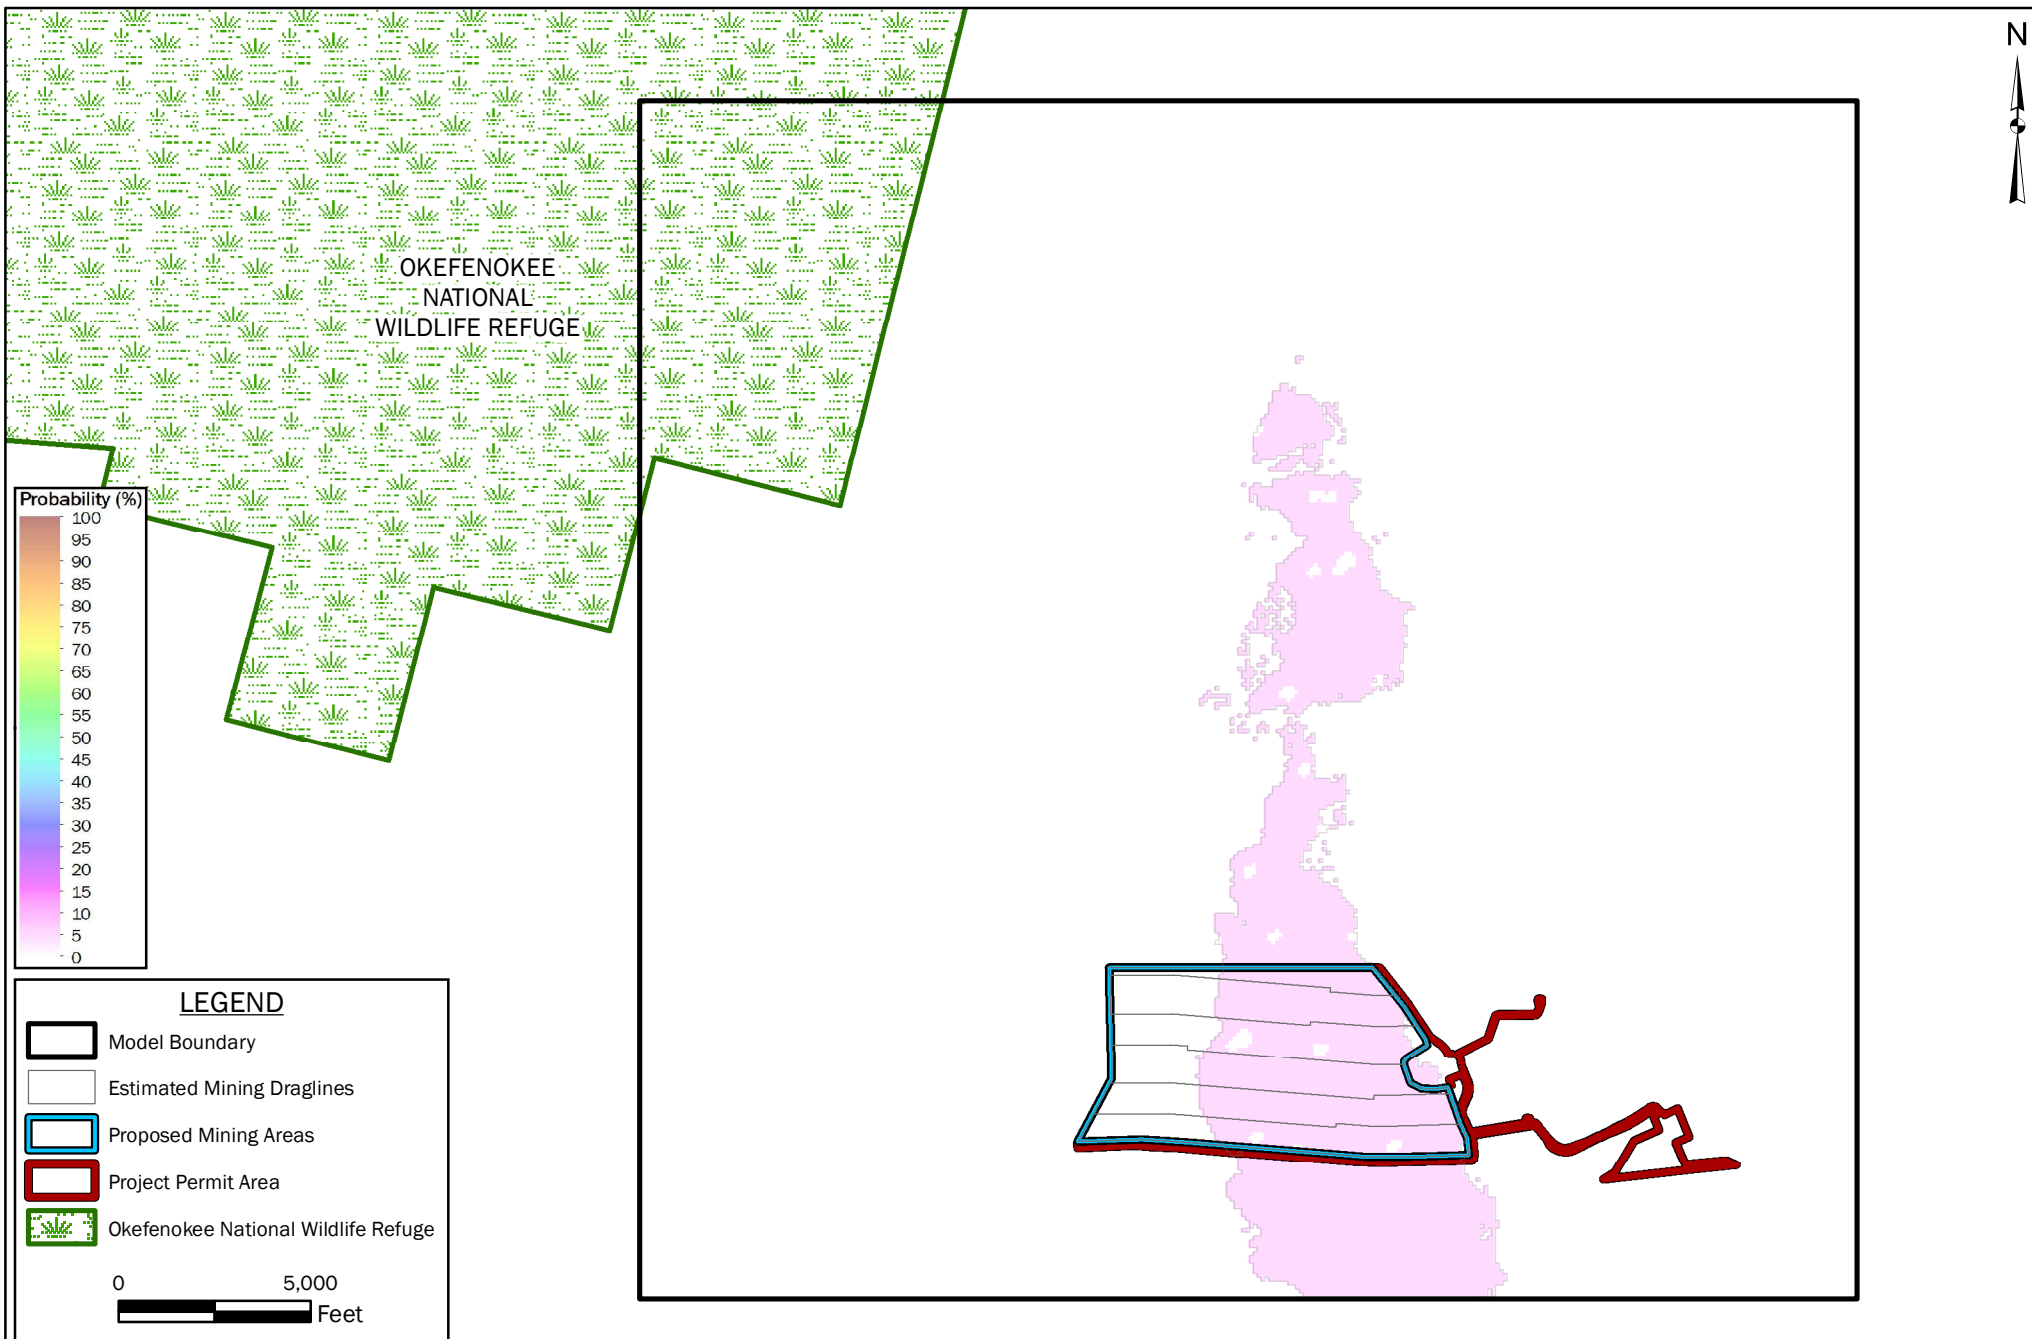 N
OKEFENOKEE
NATIONAL
WILDLIFE REFUGE
Probability (%)
100
95
90
85
80
75
70
65
60
55
50
45
40
35
30
25
20
15
10
5
0
LEGEND
Model Boundary
Estimated Mining Draglines
Proposed Mining Areas
Project Permit Area
Okefenokee National Wildlife Refuge
0 5,000
Feet